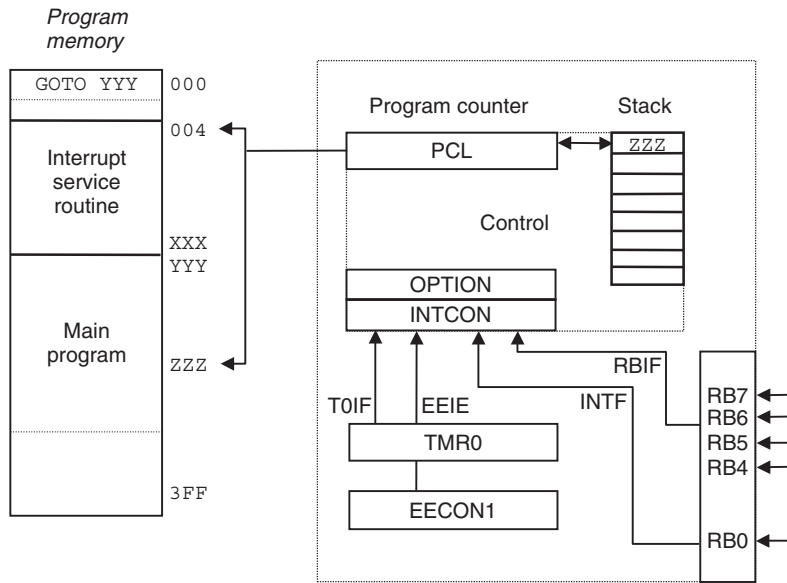 Program
memory
GOTO YYY
000
004
Interrupt
service
routine
XXX
YYY
Main
program
ZZZ
3FF
Program counter
Stack
PCL
ZZZ
Control
OPTION
INTCON
RBIF
INTF
T0IF
EEIE
TMR0
EECON1
RB7
RB6
RB5
RB4
RB0